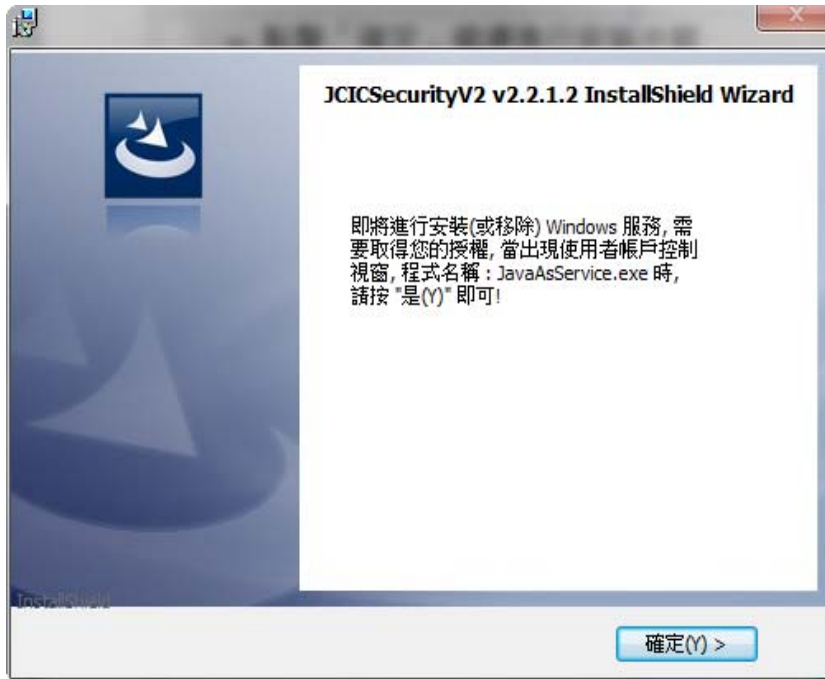 JCICSecurityV2 v2.2.1.2 InstallShield Wizard
即將進行安裝(或移除) Windows 服務, 需
要取得您的授權, 當出現使用者帳戶控制
視窗, 程式名稱 : JavaAsService.exe 時,
請按 "是(Y)" 即可!
InstallShield
確定(Y) >